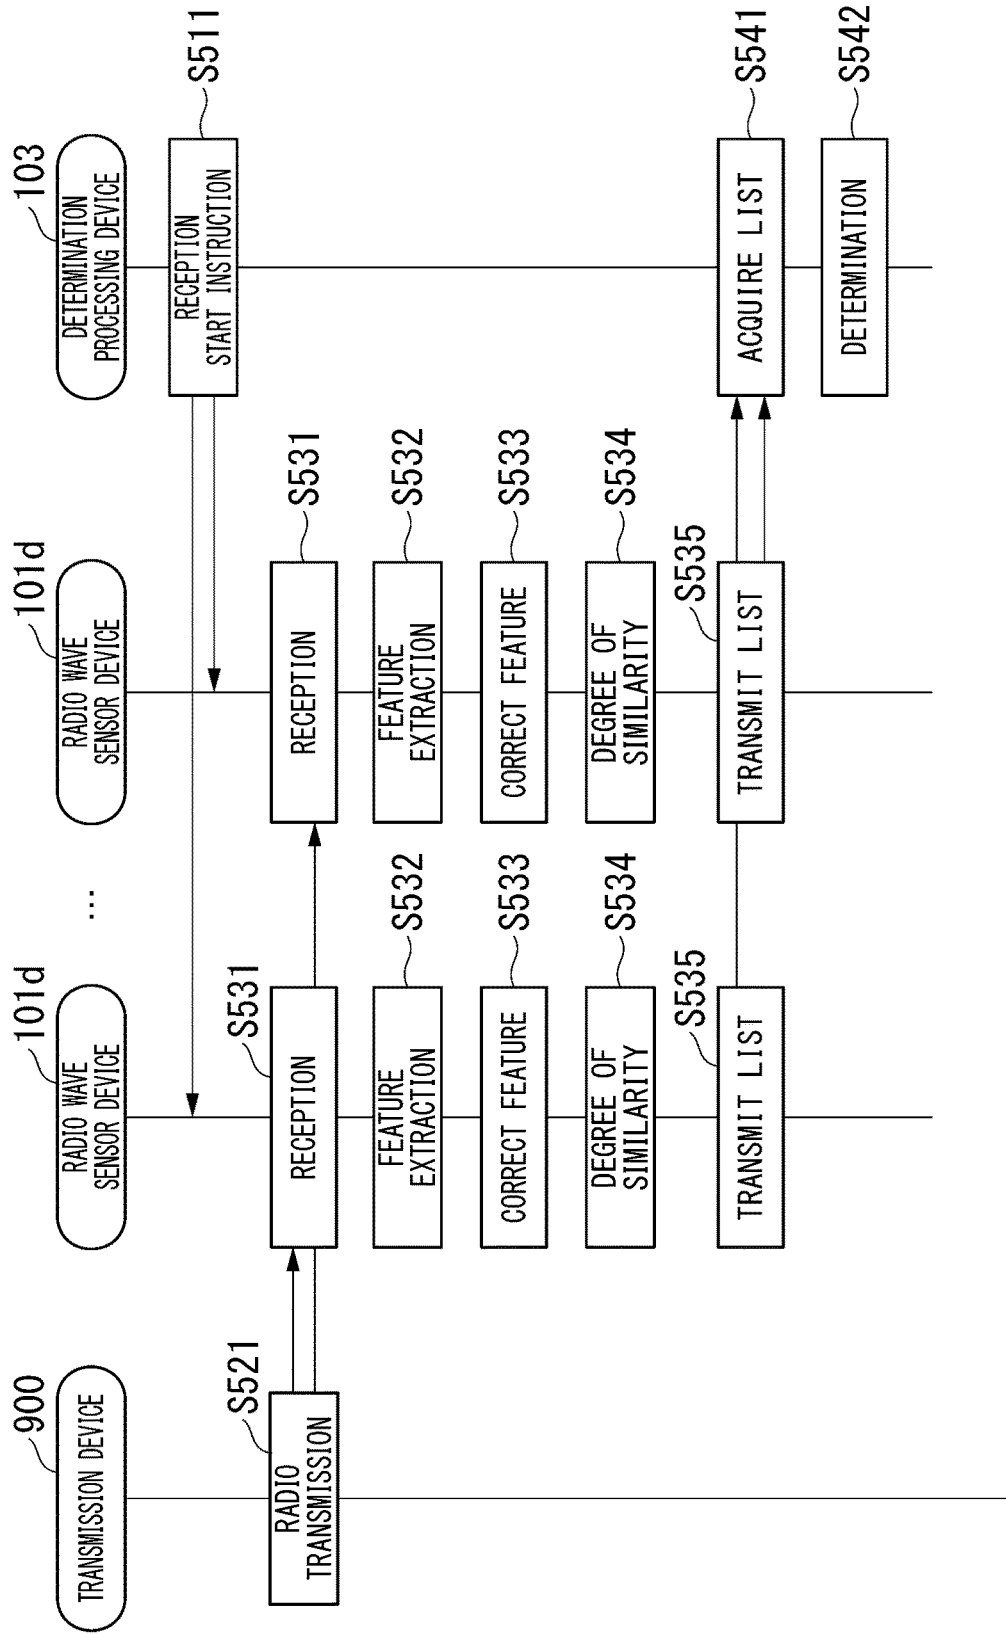 900
TRANSMISSION DEVICE
101d
RADIO WAVE
SENSOR DEVICE
...
101d
RADIO WAVE
SENSOR DEVICE
103
DETERMINATION
PROCESSING DEVICE
S511
RECEPTION
START INSTRUCTION
S521
RADIO
TRANSMISSION
S531
RECEPTION
S531
RECEPTION
S532
FEATURE
EXTRACTION
S532
FEATURE
EXTRACTION
S533
CORRECT FEATURE
S533
CORRECT FEATURE
S534
DEGREE OF
SIMILARITY
S534
DEGREE OF
SIMILARITY
S535
TRANSMIT LIST
S535
TRANSMIT LIST
S541
ACQUIRE LIST
S542
DETERMINATION